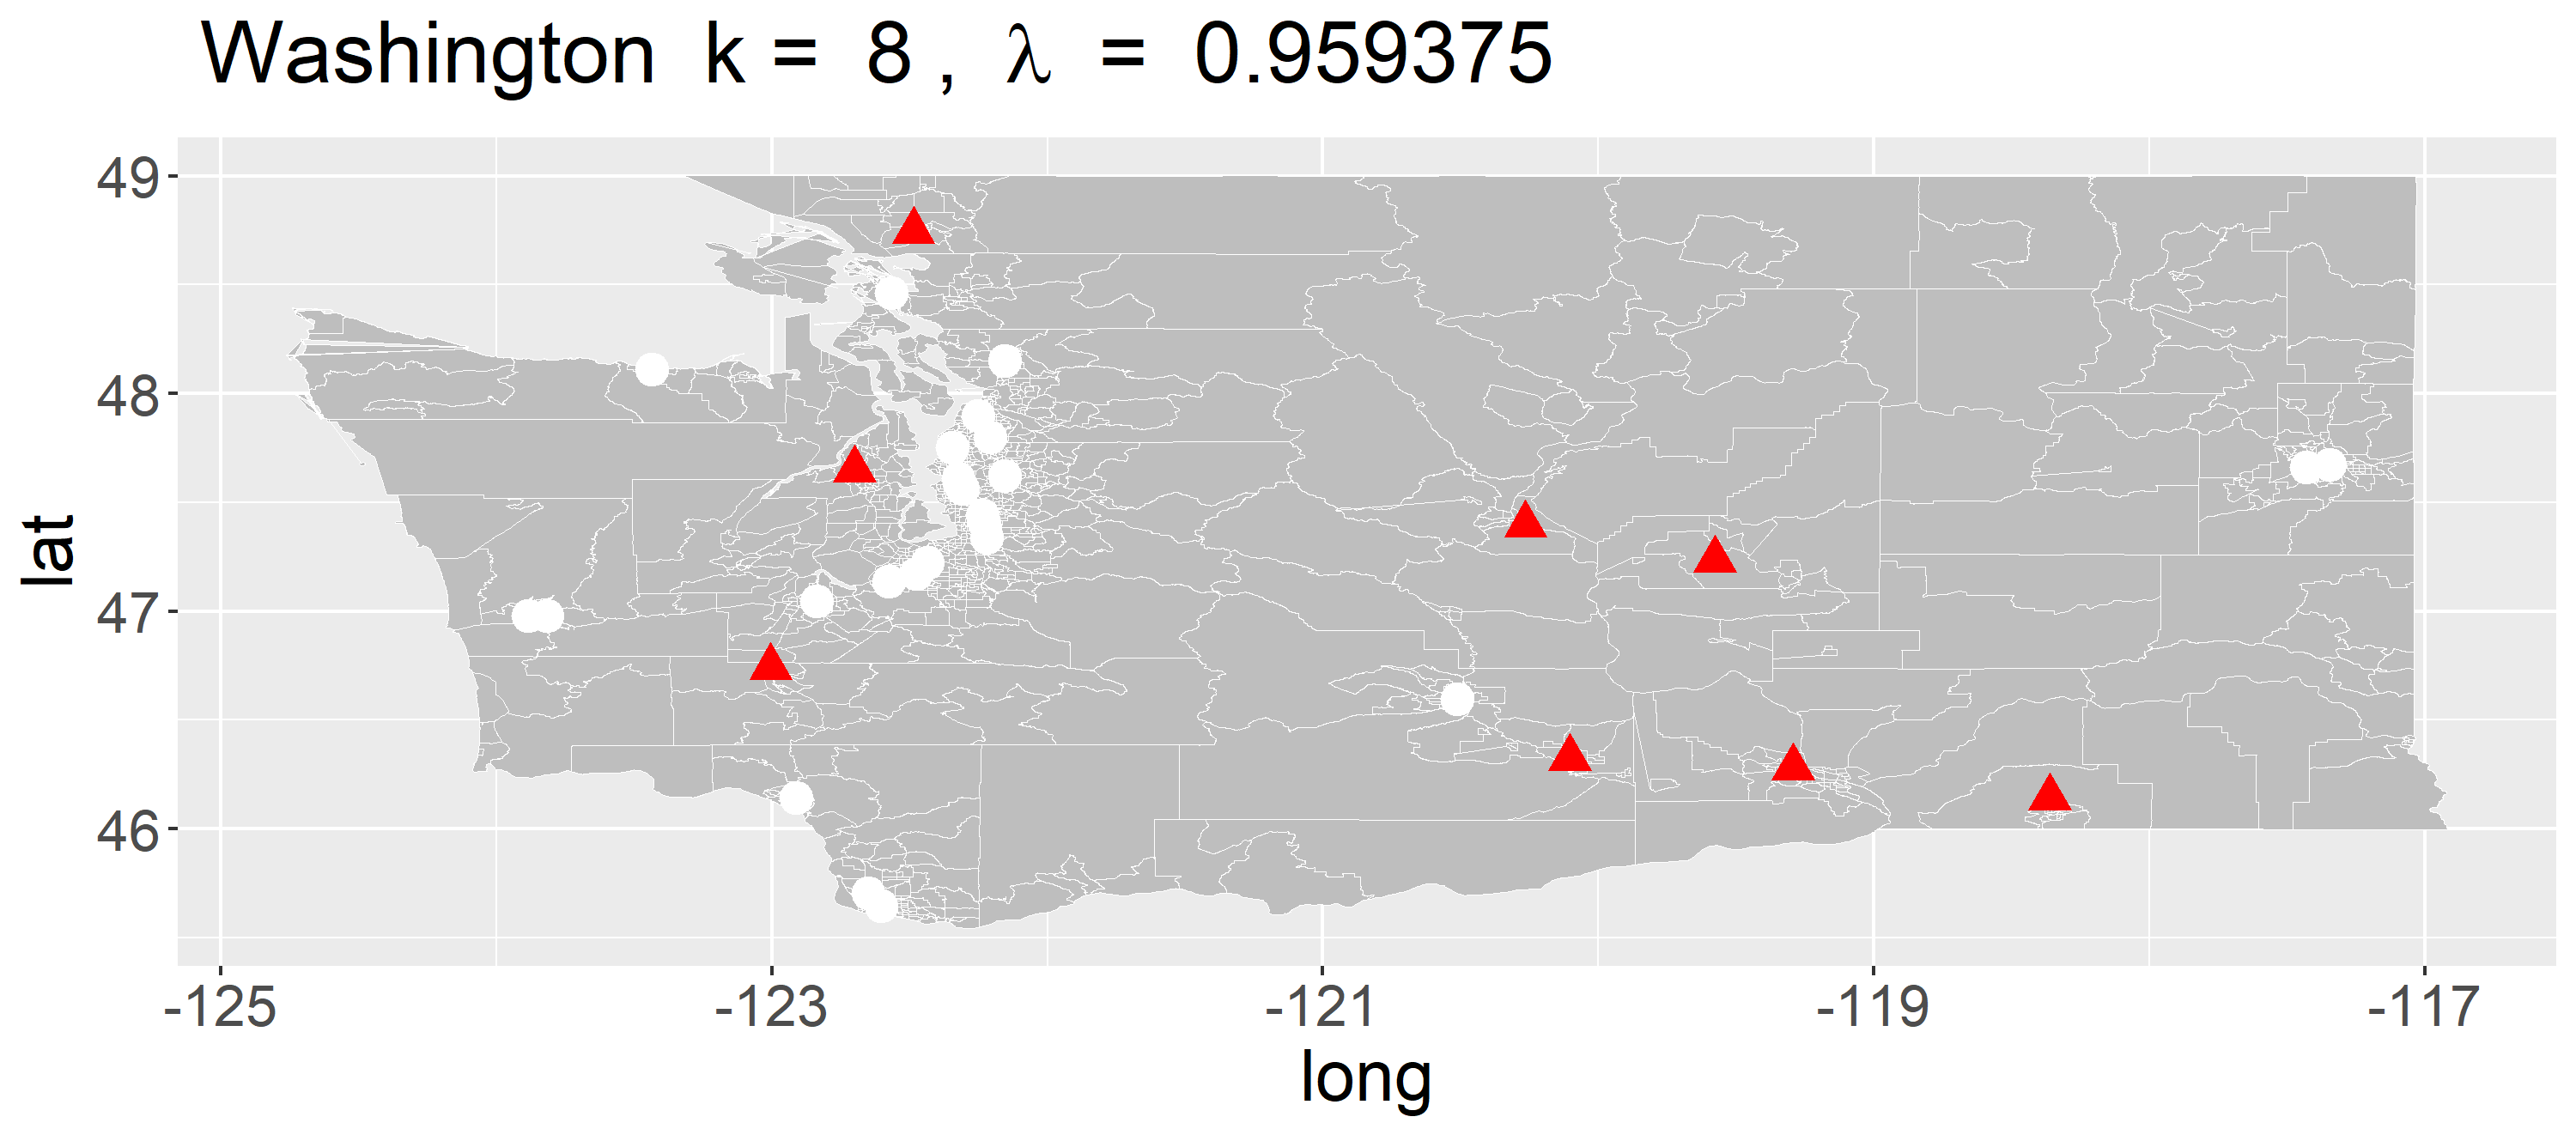 Washington k = 8 , λ = 0.959375
49
48
47
46
lat
-125 -123 -121 -119 -117
long